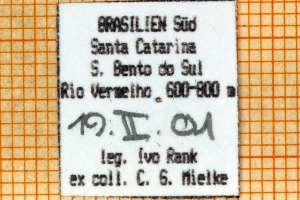 BRASILIEN Süd
Santa Catarina
S. Bento do Sul
Rio Vermelho 600-800 m
19.II.01
leg. Ivo Rank
ex coll. C. G. Mielke